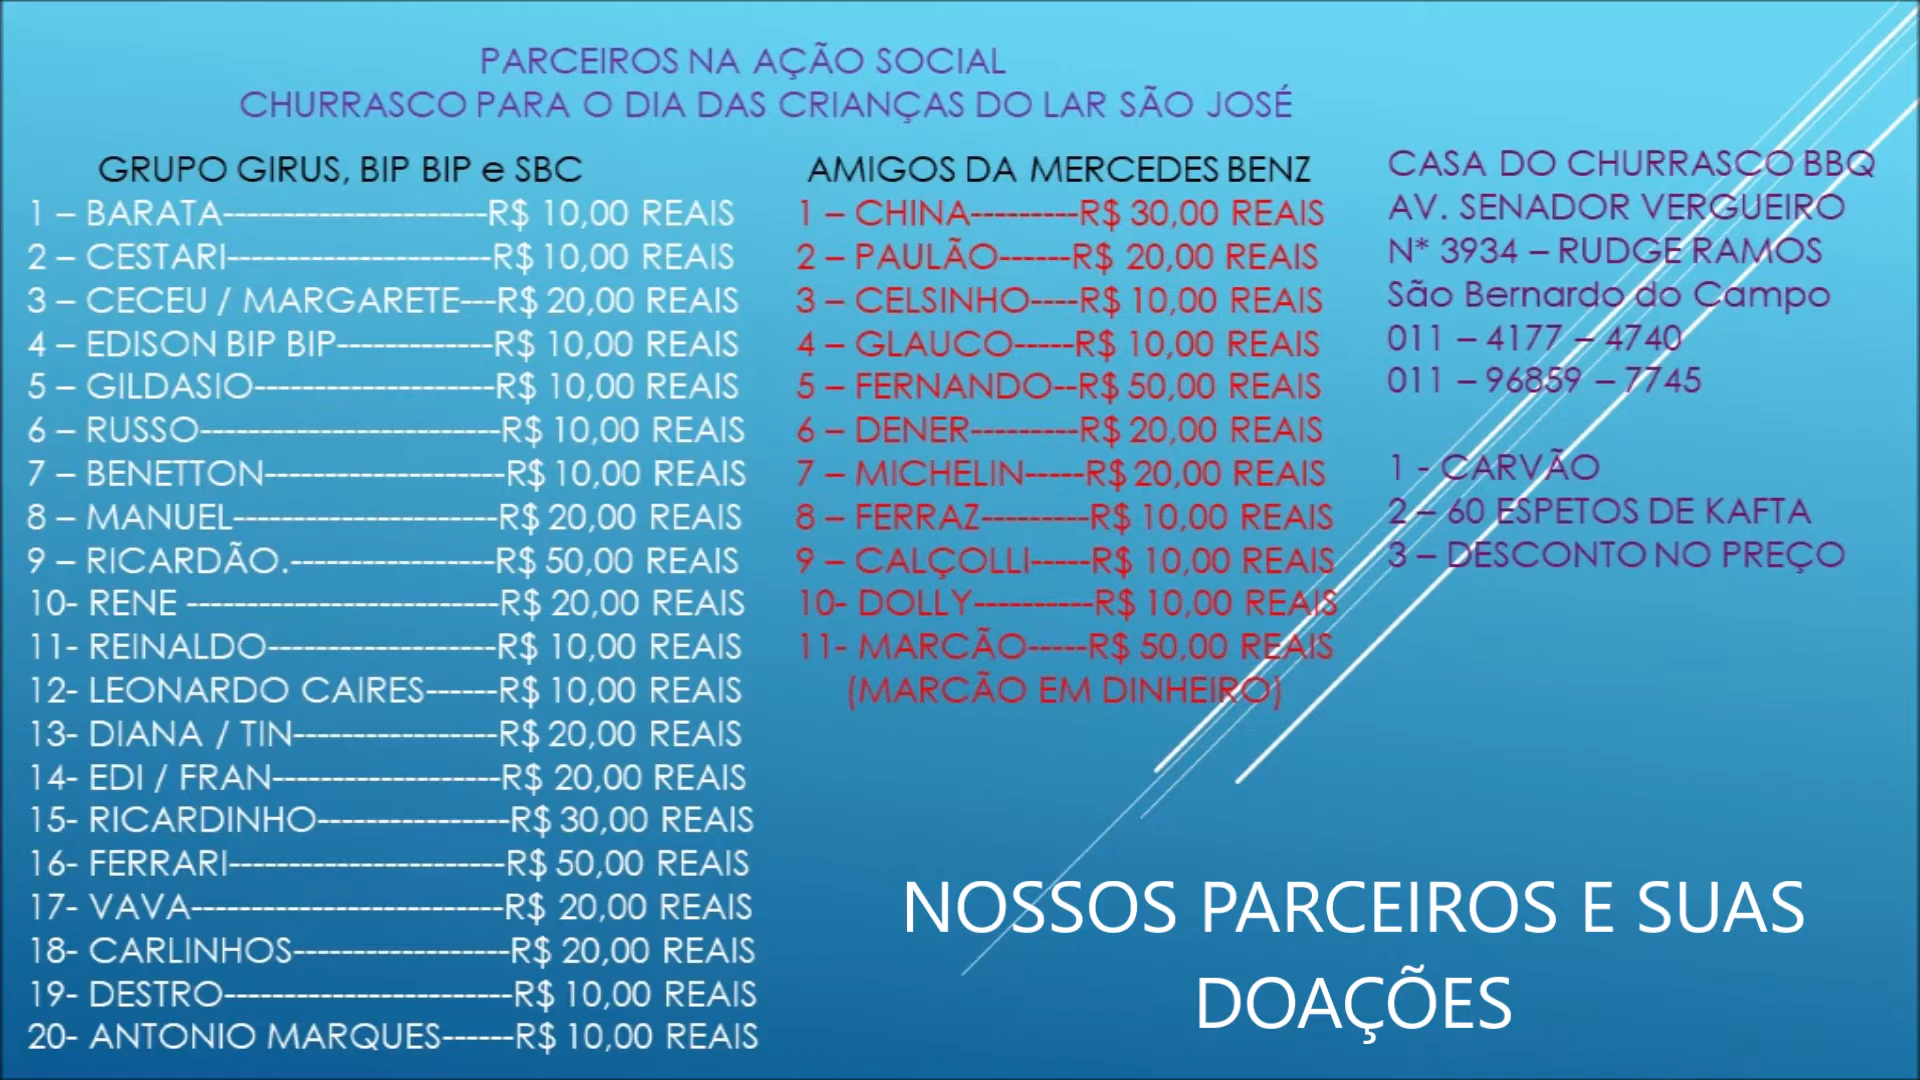 PARCEIROS NA AÇÃO SOCIAL
CHURRASCO PARA O DIA DAS CRIANÇAS DO LAR SÃO JOSÉ
GRUPO GIRUS, BIP BIP e SBC
1 – BARATA----------------------R$ 10,00 REAIS
2 – CESTARI----------------------R$ 10,00 REAIS
3 – CECEU / MARGARETE---R$ 20,00 REAIS
4 – EDISON BIP BIP-------------R$ 10,00 REAIS
5 – GILDASIO--------------------R$ 10,00 REAIS
6 – RUSSO-------------------------R$ 10,00 REAIS
7 – BENETTON--------------------R$ 10,00 REAIS
8 – MANUEL----------------------R$ 20,00 REAIS
9 – RICARDÃO.-----------------R$ 50,00 REAIS
10- RENE --------------------------R$ 20,00 REAIS
11- REINALDO-------------------R$ 10,00 REAIS
12- LEONARDO CAIRES------R$ 10,00 REAIS
13- DIANA / TIN-----------------R$ 20,00 REAIS
14- EDI / FRAN-------------------R$ 20,00 REAIS
15- RICARDINHO----------------R$ 30,00 REAIS
16- FERRARI-----------------------R$ 50,00 REAIS
17- VAVA--------------------------R$ 20,00 REAIS
18- CARLINHOS------------------R$ 20,00 REAIS
19- DESTRO------------------------R$ 10,00 REAIS
20- ANTONIO MARQUES------R$ 10,00 REAIS
AMIGOS DA MERCEDES BENZ
1 – CHINA---------R$ 30,00 REAIS
2 – PAULÃO------R$ 20,00 REAIS
3 – CELSINHO----R$ 10,00 REAIS
4 – GLAUCO-----R$ 10,00 REAIS
5 – FERNANDO--R$ 50,00 REAIS
6 – DENER---------R$ 20,00 REAIS
7 – MICHELIN-----R$ 20,00 REAIS
8 – FERRAZ---------R$ 10,00 REAIS
9 – CALÇOLLI-----R$ 10,00 REAIS
10- DOLLY----------R$ 10,00 REAIS
11- MARCÃO-----R$ 50,00 REAIS
(MARCÃO EM DINHEIRO)
CASA DO CHURRASCO BBQ
AV. SENADOR VERGUEIRO
N* 3934 – RUDGE RAMOS
São Bernardo do Campo
011 – 4177 – 4740
011 – 96859 – 7745
1 - CARVÃO
2 – 60 ESPETOS DE KAFTA
3 – DESCONTO NO PREÇO
NOSSOS PARCEIROS E SUAS
DOAÇÕES